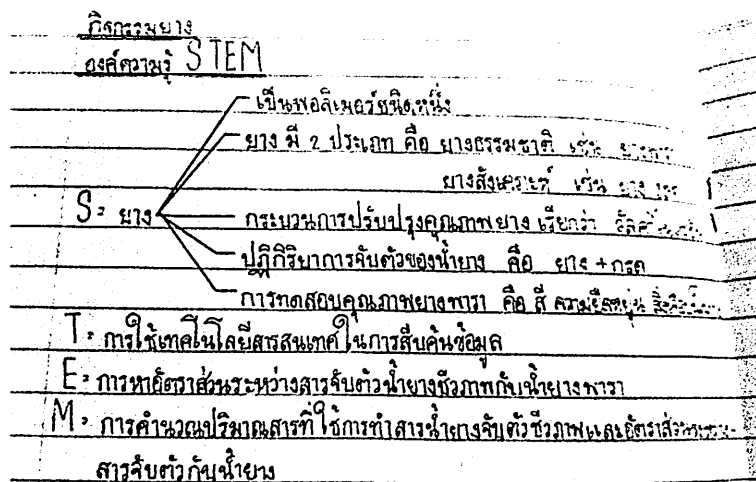 กิจกรรมยาง
องค์ความรู้ STEM
เป็นพอลิเมอร์ชนิดหนึ่ง
ยาง มี 2 ประเภท คือ ยางธรรมชาติ เช่น
ยางสังเคราะห์ เช่น ยาง
S = ยาง
กระบวนการปรับปรุงคุณภาพยาง เรียกว่า
ปฏิกิริยาการจับตัวของน้ำยาง คือ ยาง + กรด
การทดสอบคุณภาพยางพารา คือ สี ความยืดหยุ่น
T = การใช้เทคโนโลยีสารสนเทศในการสืบค้นข้อมูล
E = การหาอัตราส่วนระหว่างสารจับตัวน้ำยางชีวภาพกับน้ำยางพารา
M = การคำนวณปริมาณสารที่ใช้การทำสารน้ำยางจับตัวชีวภาพและอัตราส่วน
สารจับตัวกับน้ำยาง